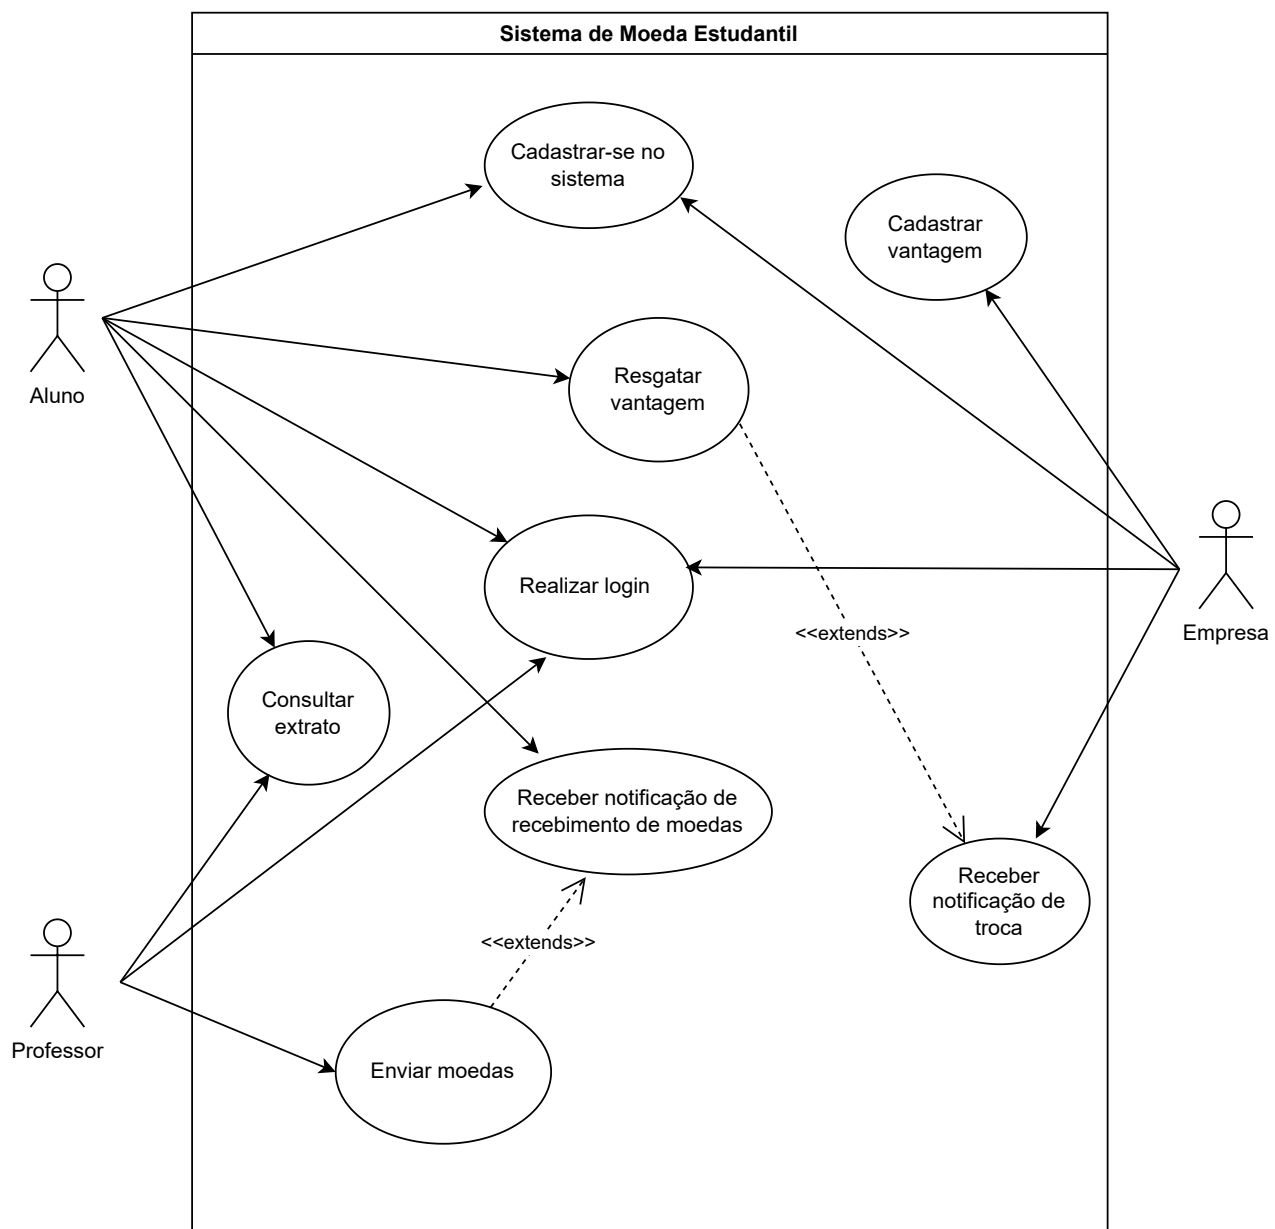 Sistema de Moeda Estudantil
Cadastrar-se no
sistema
Cadastrar
vantagem
Aluno
Resgatar
vantagem
Realizar login
<<extends>>
Empresa
Consultar
extrato
Receber notificação de
recebimento de moedas
Receber
notificação de
troca
<<extends>>
Professor
Enviar moedas